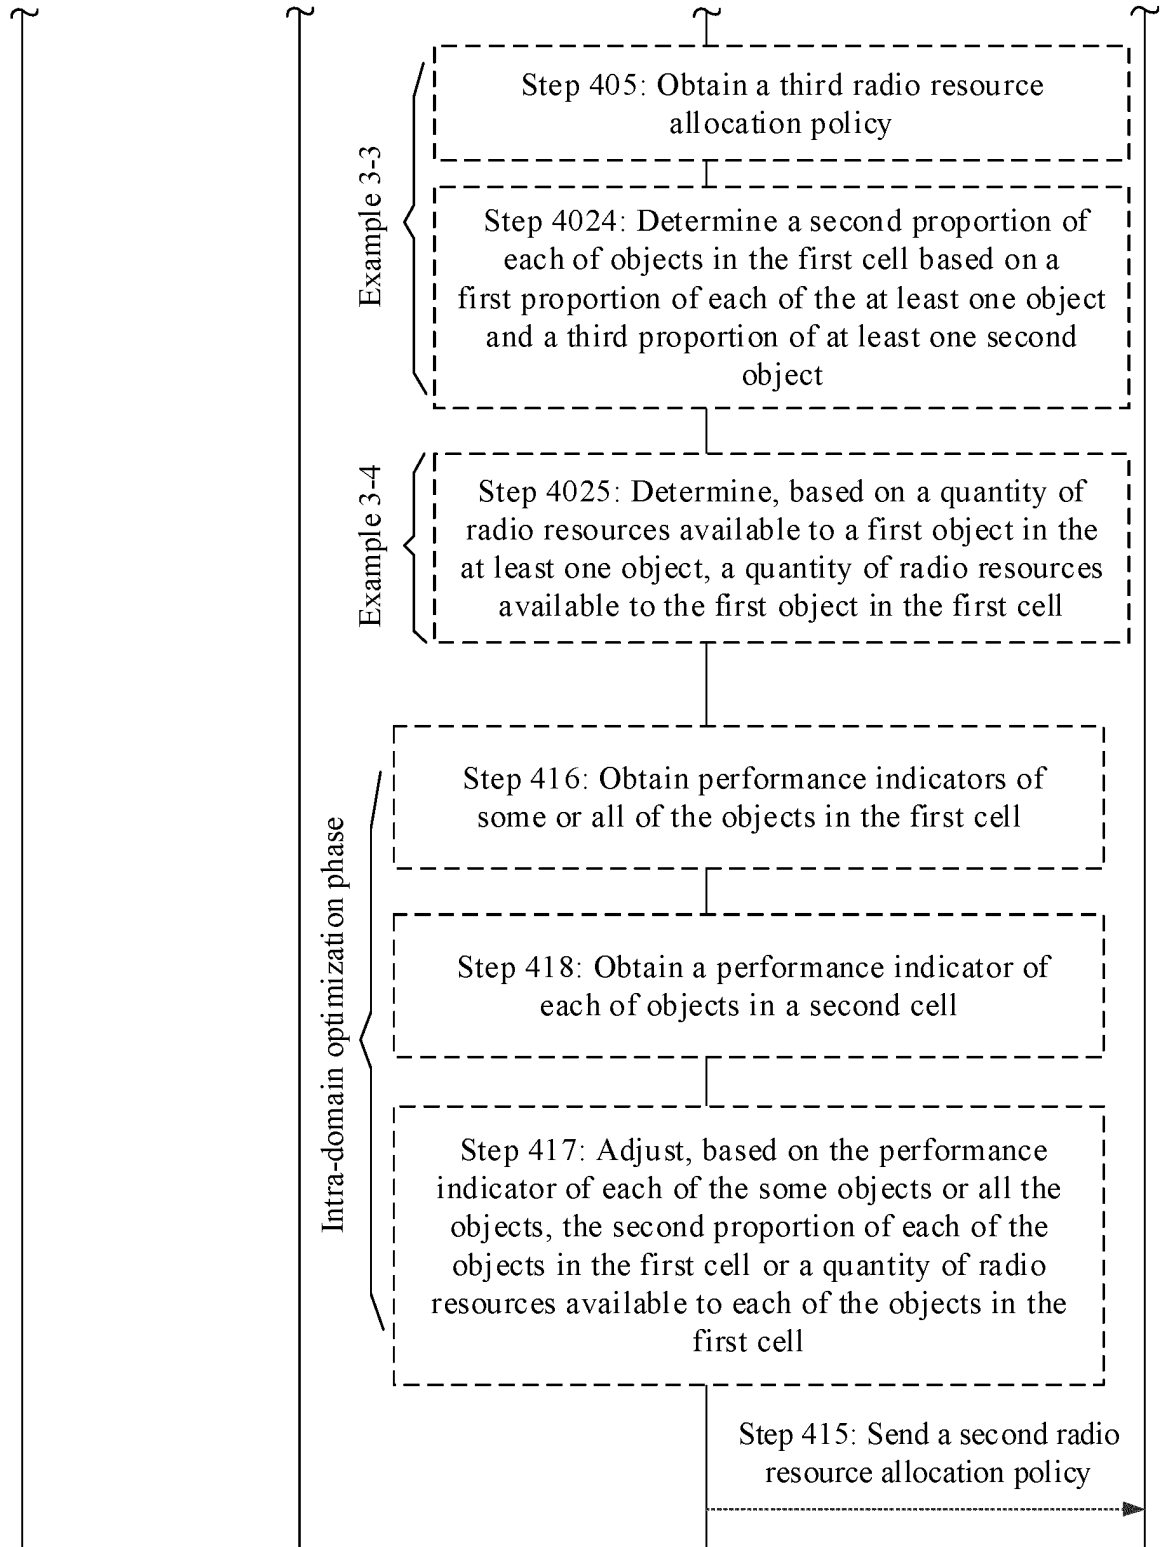 Example 3-3
Step 405: Obtain a third radio resource
allocation policy
Step 4024: Determine a second proportion of
each of objects in the first cell based on a
first proportion of each of the at least one object
and a third proportion of at least one second
object
Example 3-4
Step 4025: Determine, based on a quantity of
radio resources available to a first object in the
at least one object, a quantity of radio resources
available to the first object in the first cell
Intra-domain optimization phase
Step 416: Obtain performance indicators of
some or all of the objects in the first cell
Step 418: Obtain a performance indicator of
each of objects in a second cell
Step 417: Adjust, based on the performance
indicator of each of the some objects or all the
objects, the second proportion of each of the
objects in the first cell or a quantity of radio
resources available to each of the objects in the
first cell
Step 415: Send a second radio
resource allocation policy